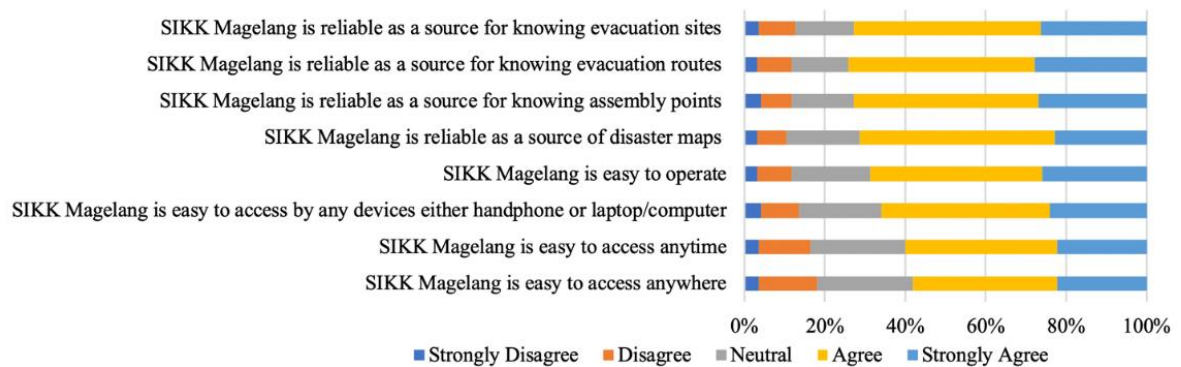 SIKK Magelang is reliable as a source for knowing evacuation sites
SIKK Magelang is reliable as a source for knowing evacuation routes
SIKK Magelang is reliable as a source for knowing assembly points
SIKK Magelang is reliable as a source of disaster maps
SIKK Magelang is easy to operate
SIKK Magelang is easy to access by any devices either handphone or laptop/computer
SIKK Magelang is easy to access anytime
SIKK Magelang is easy to access anywhere
0% 20% 40% 60% 80% 100%
Strongly Disagree Disagree Neutral Agree Strongly Agree